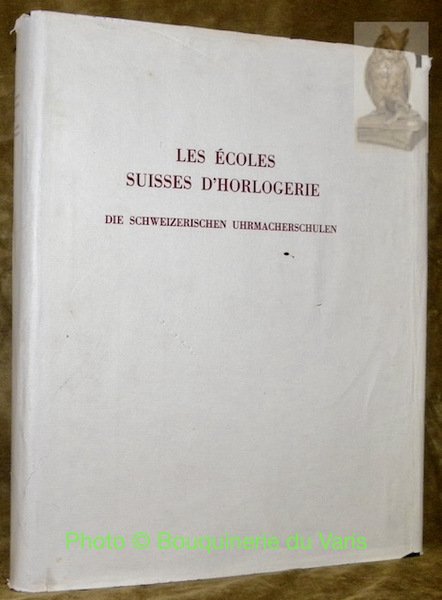 LES ÉCOLES
SUISSES D'HORLOGERIE
DIE SCHWEIZERISCHEN UHRMACHERSCHULEN
Photo © Bouquinerie du Varis